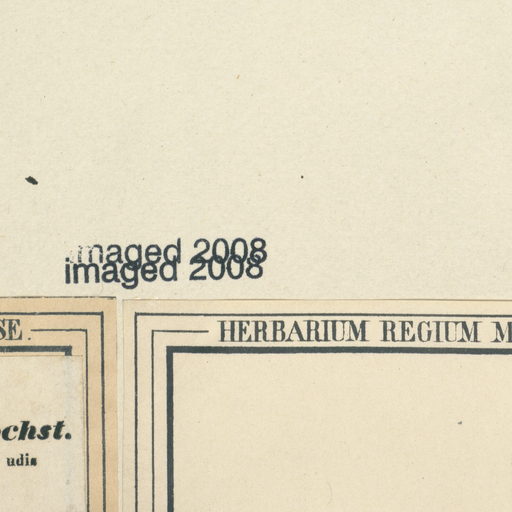 imaged 2008
imaged 2008
SE.
HERBARIUM REGIUM M
chst.
udis